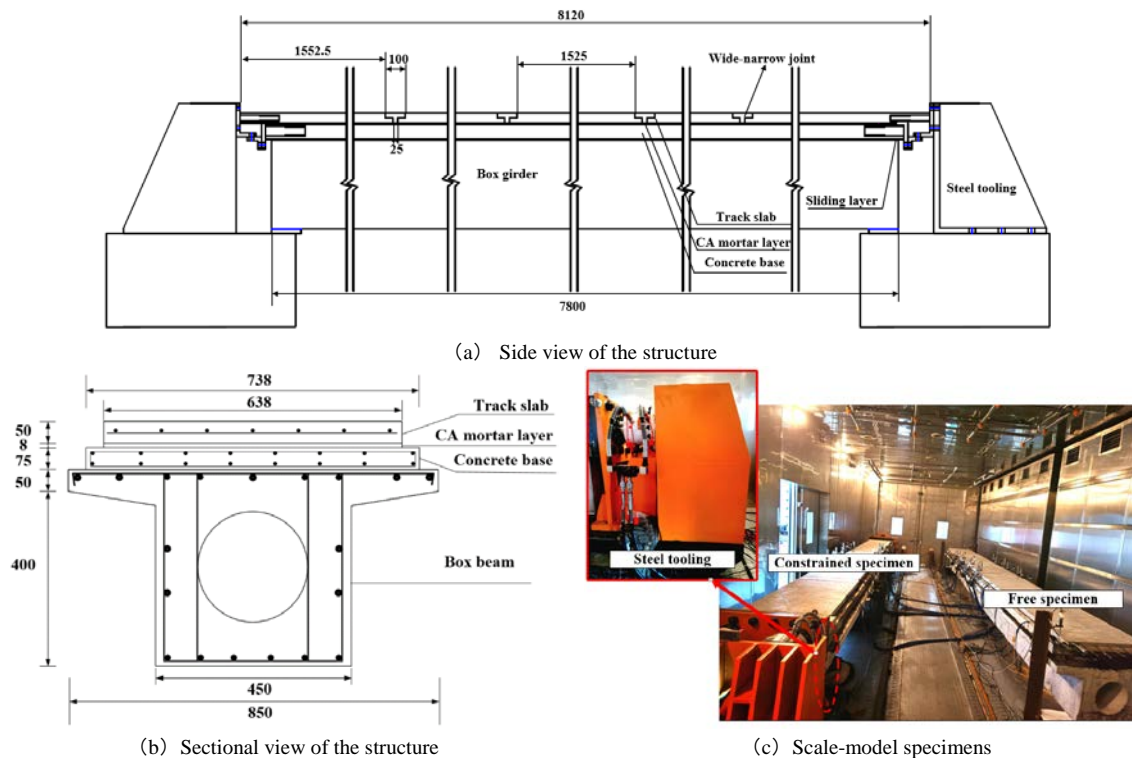 8120
1552.5
100
1525
Wide-narrow joint
25
Box girder
Steel tooling
Sliding layer
Track slab
CA mortar layer
Concrete base
7800
(a) Side view of the structure
738
638
Track slab
50
CA mortar layer
8
75
Concrete base
50
400
Box beam
450
850
(b) Sectional view of the structure
Steel tooling
Constrained specimen
Free specimen
(c) Scale-model specimens